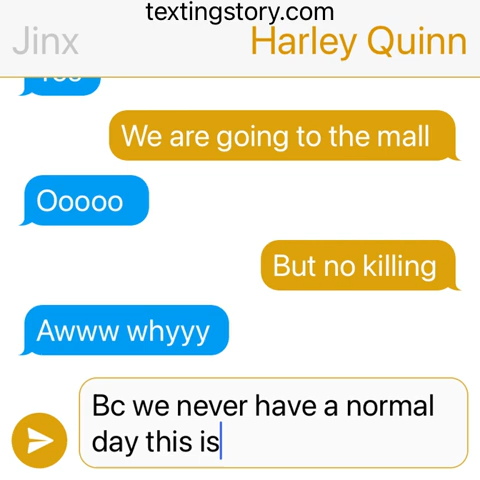 textingstory.com
Jinx
Harley Quinn
We are going to the mall
Ooooo
But no killing
Awww whyyy
Bc we never have a normal
day this is